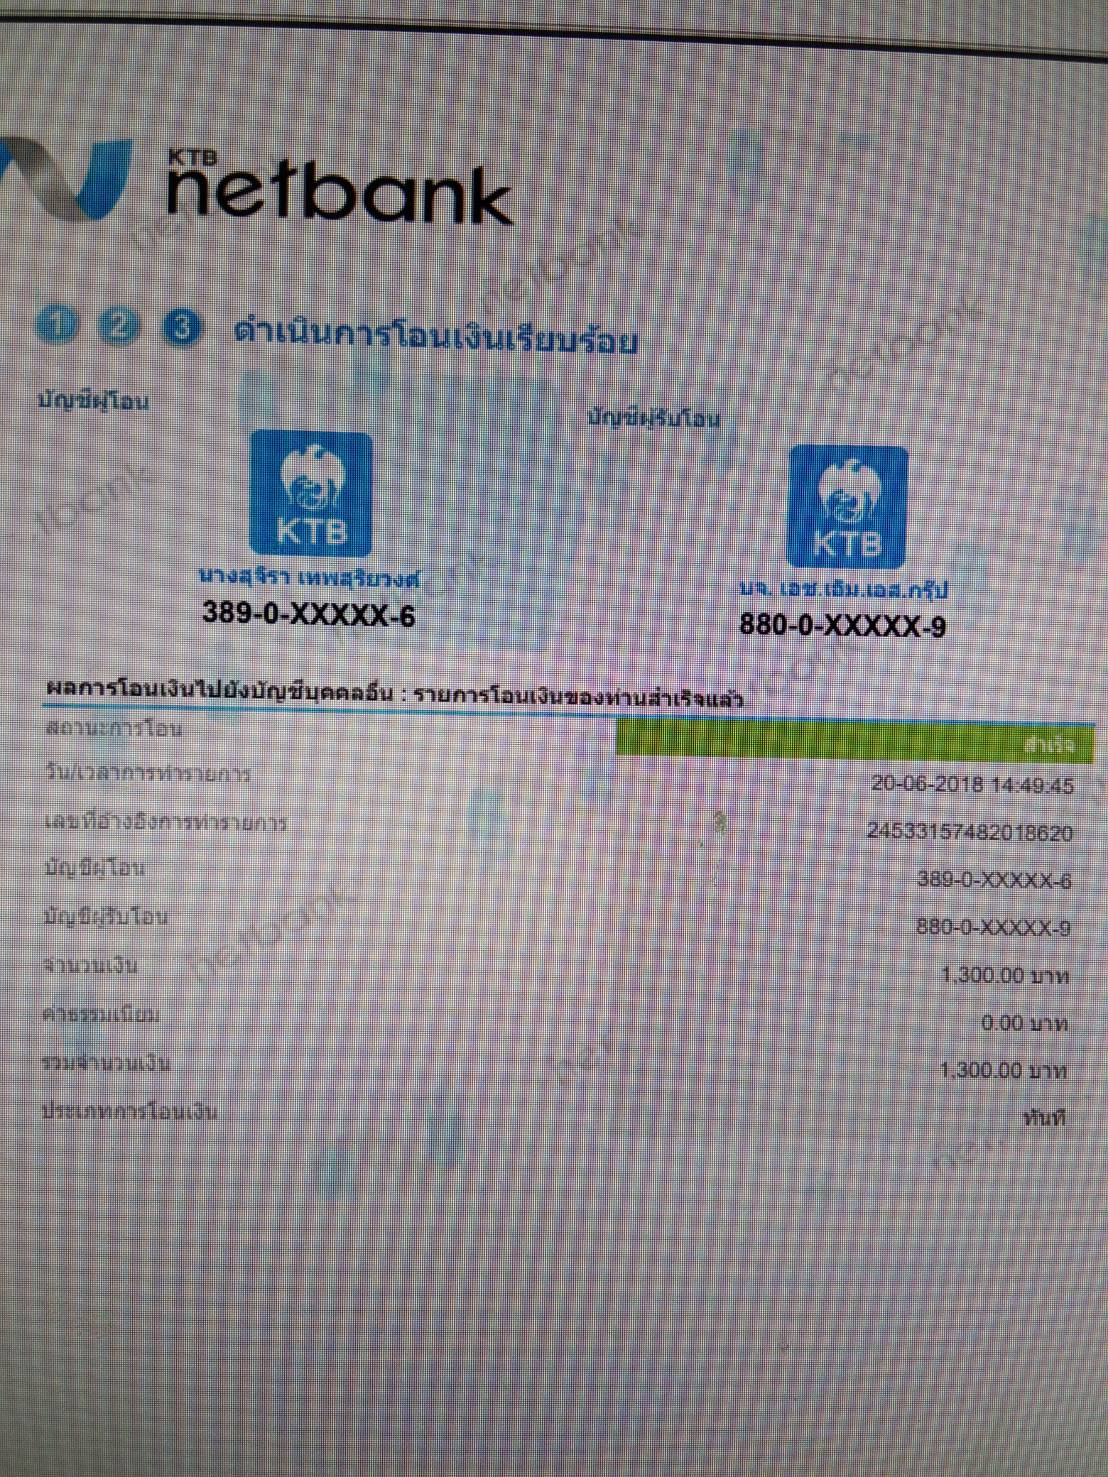 KTB
netbank
1 2 3 ดำเนินการโอนเงินเรียบร้อย
บัญชีผู้โอน
บัญชีผู้รับโอน
KTB
KTB
นางสุจิรา เทพสุริยวงศ์
บจ. เอช.เอ็ม.เอส.กรุ๊ป
389-0-XXXXX-6
880-0-XXXXX-9
ผลการโอนเงินไปยังบัญชีบุคคลอื่น : รายการโอนเงินของท่านสำเร็จแล้ว
สถานะการโอน สำเร็จ
วัน/เวลาการทำรายการ 20-06-2018 14:49:45
เลขที่อ้างอิงการทำรายการ 24533157482018620
บัญชีผู้โอน 389-0-XXXXX-6
บัญชีผู้รับโอน 880-0-XXXXX-9
จำนวนเงิน 1,300.00 บาท
ค่าธรรมเนียม 0.00 บาท
รวมจำนวนเงิน 1,300.00 บาท
ประเภทการโอนเงิน ทันที